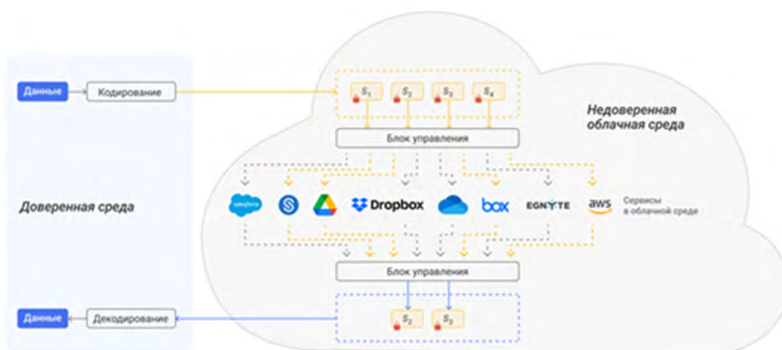 Данные
Кодирование
S1
S2
S3
S4
Недоверенная
облачная среда
Блок управления
Доверенная среда
salesforce
S
Dropbox
box
EGNYTE
aws
Сервисы
в облачной среде
Блок управления
Данные
Декодирование
S2
S3